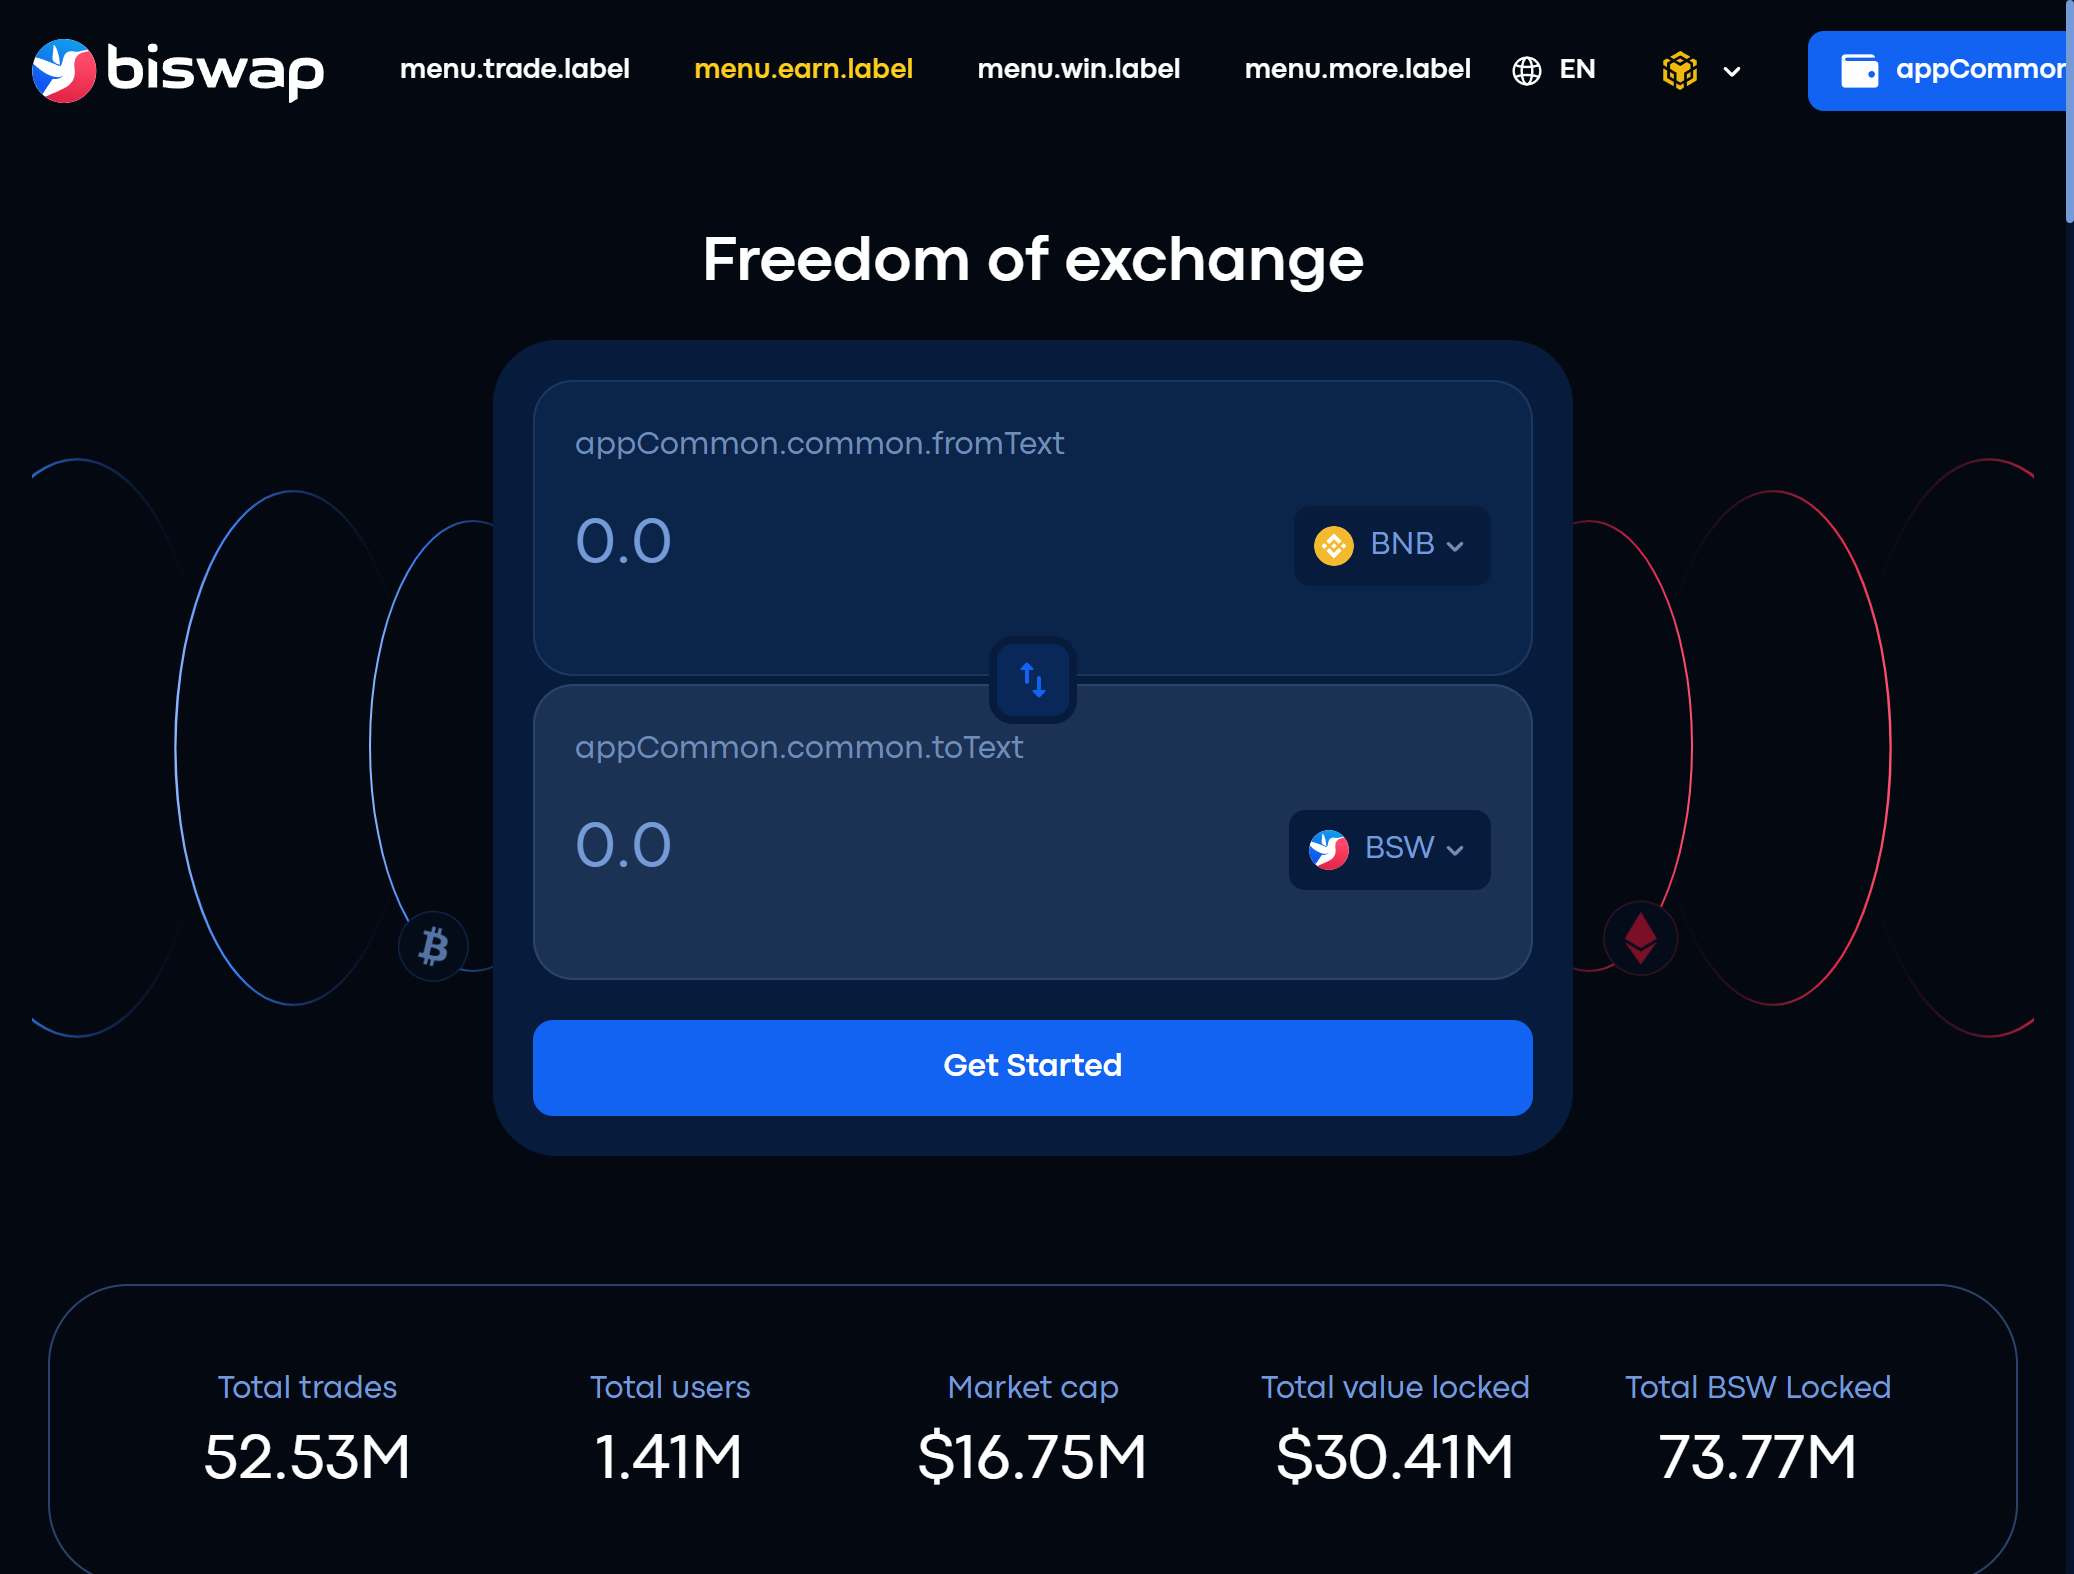 biswap
menu.trade.label
menu.earn.label
menu.win.label
menu.more.label
EN
appCommon
Freedom of exchange
appCommon.common.fromText
0.0
BNB
appCommon.common.toText
0.0
BSW
Get Started
Total trades
Total users
Market cap
Total value locked
Total BSW Locked
52.53M
1.41M
$16.75M
$30.41M
73.77M